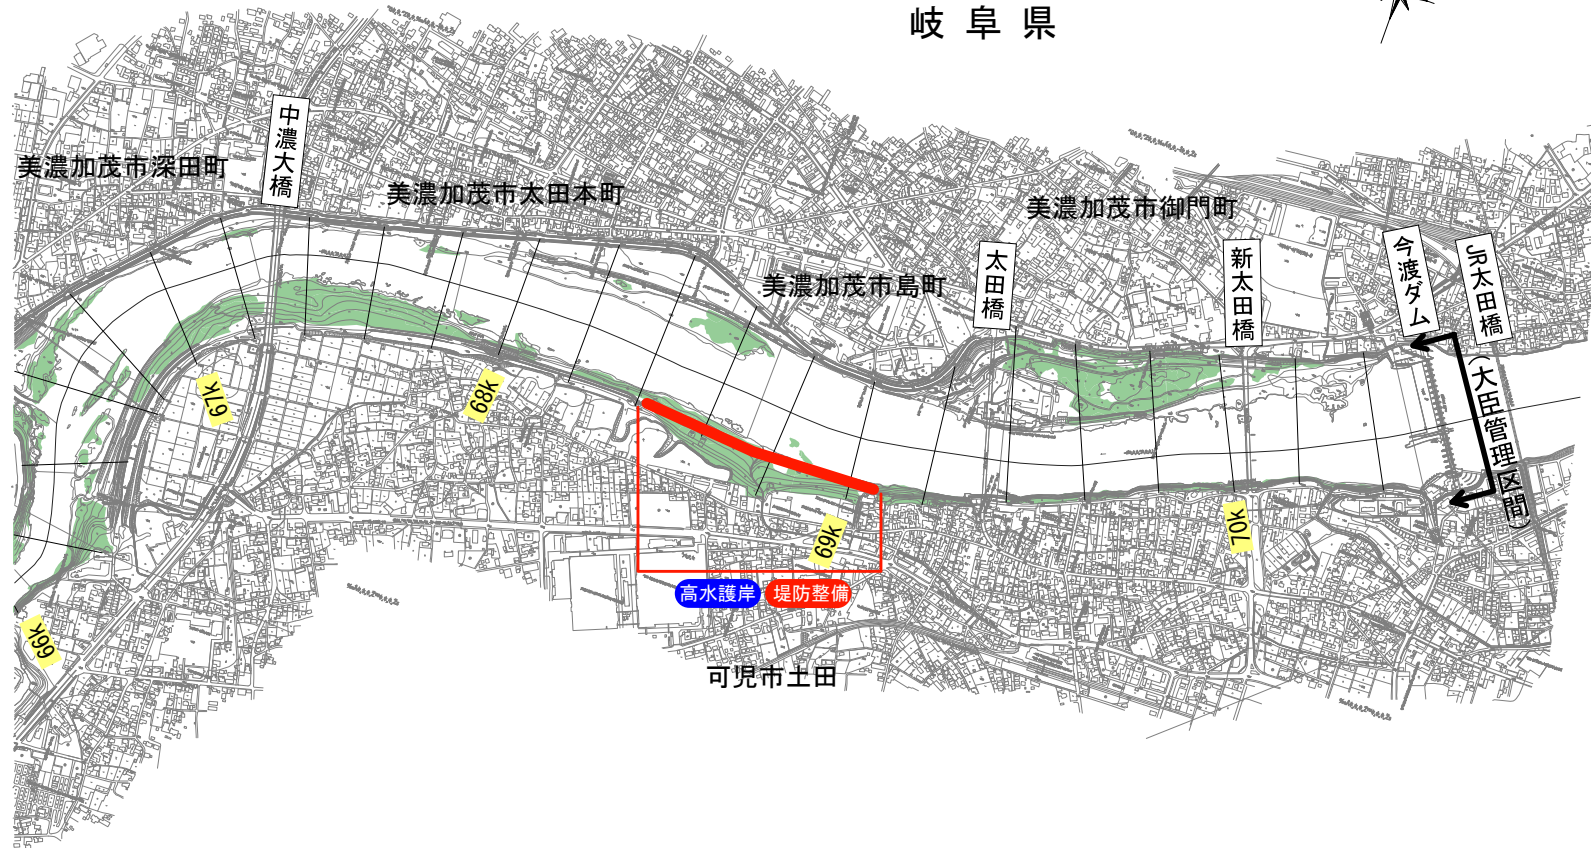 岐阜県
中濃大橋
美濃加茂市深田町
美濃加茂市太田本町
美濃加茂市御門町
美濃加茂市島町
太田橋
新太田橋
今渡ダム
JR太田橋
(大臣管理区間)
67k
68k
69k
70k
66k
高水護岸
堤防整備
可児市土田